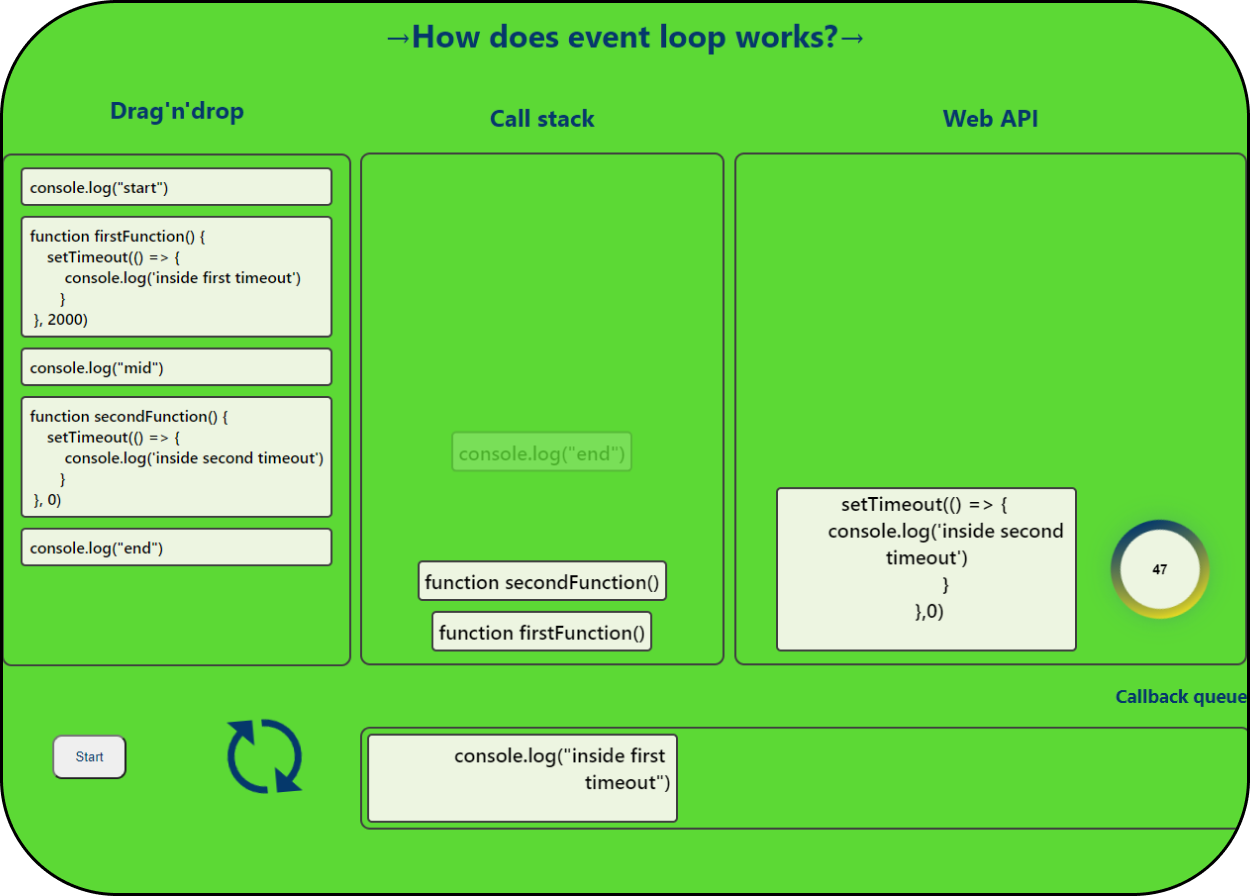 →How does event loop works?→
Drag'n'drop
console.log("start")
function firstFunction() {
setTimeout(() => {
console.log('inside first timeout')
}
}, 2000)
console.log("mid")
function secondFunction() {
setTimeout(() => {
console.log('inside second timeout')
}
}, 0)
console.log("end")
Call stack
console.log("end")
function secondFunction()
function firstFunction()
Web API
setTimeout(() => {
console.log('inside second
timeout')
}
},0)
47
Start
Callback queue
console.log("inside first
timeout")